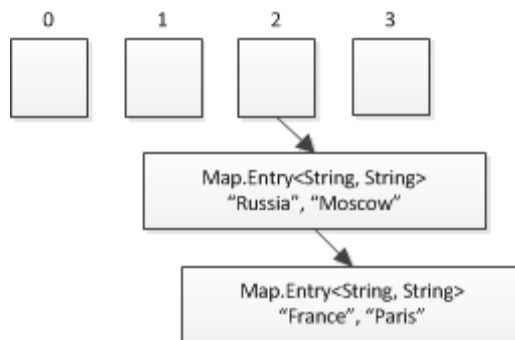 0 1 2 3
Map.Entry<String, String>
“Russia”, “Moscow”
Map.Entry<String, String>
“France”, “Paris”